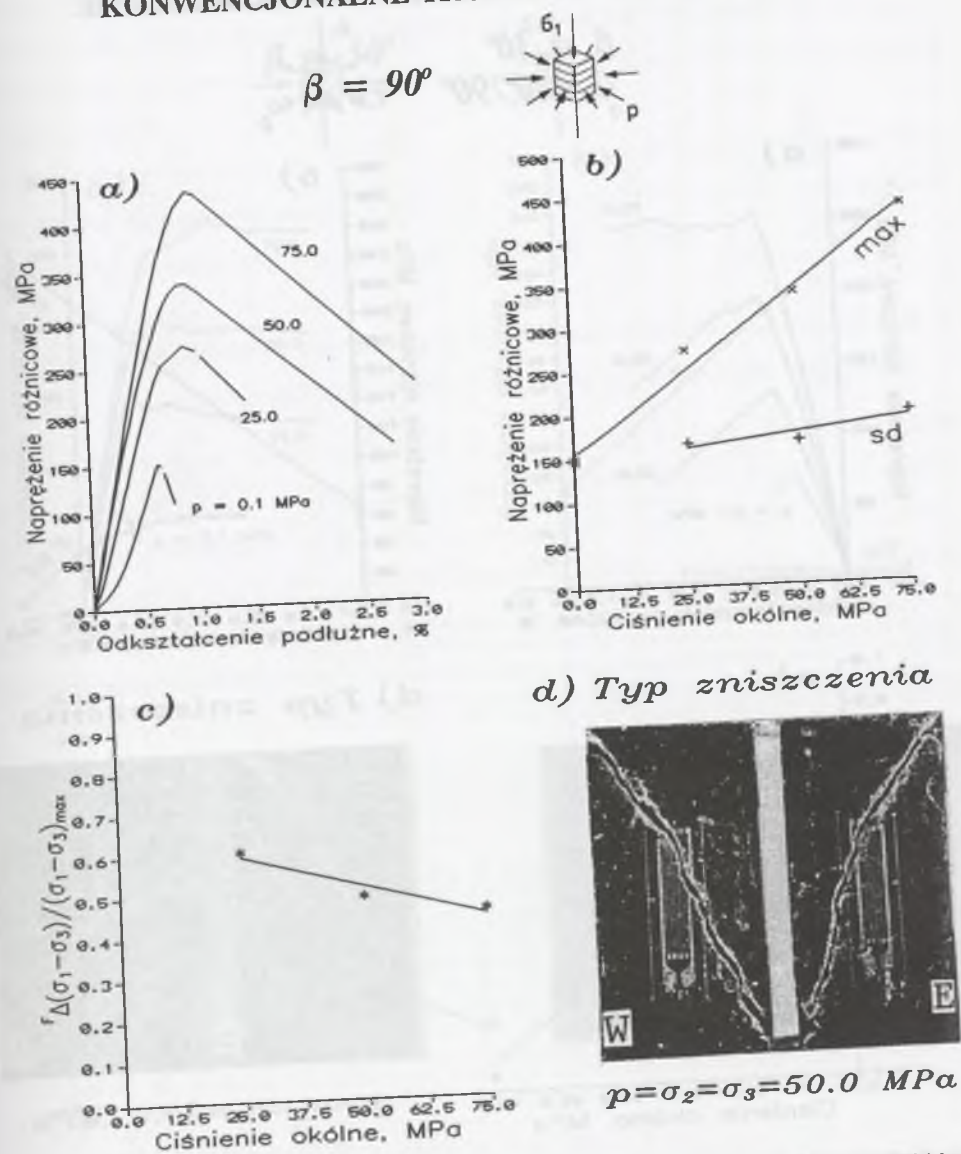 KONWENCJONALNE
β = 90°
б₁
p
a)
Naprężenie różnicowe, MPa
450
400
350
300
250
200
150
100
50
0.0
0.0 0.5 1.0 1.5 2.0 2.5 3.0
Odkształcenie podłużne, %
75.0
50.0
25.0
p = 0.1 MPa
b)
Naprężenie różnicowe, MPa
500
450
400
350
300
250
200
150
100
50
0.0
0.0 12.5 25.0 37.5 50.0 62.5 75.0
Ciśnienie okólne, MPa
max
sd
c)
ᶠΔ(σ₁-σ₃)/(σ₁-σ₃)max
1.0
0.9
0.8
0.7
0.6
0.5
0.4
0.3
0.2
0.1
0.0
0.0 12.5 25.0 37.5 50.0 62.5 75.0
Ciśnienie okólne, MPa
d) Typ zniszczenia
W
E
p=σ₂=σ₃=50.0 MPa